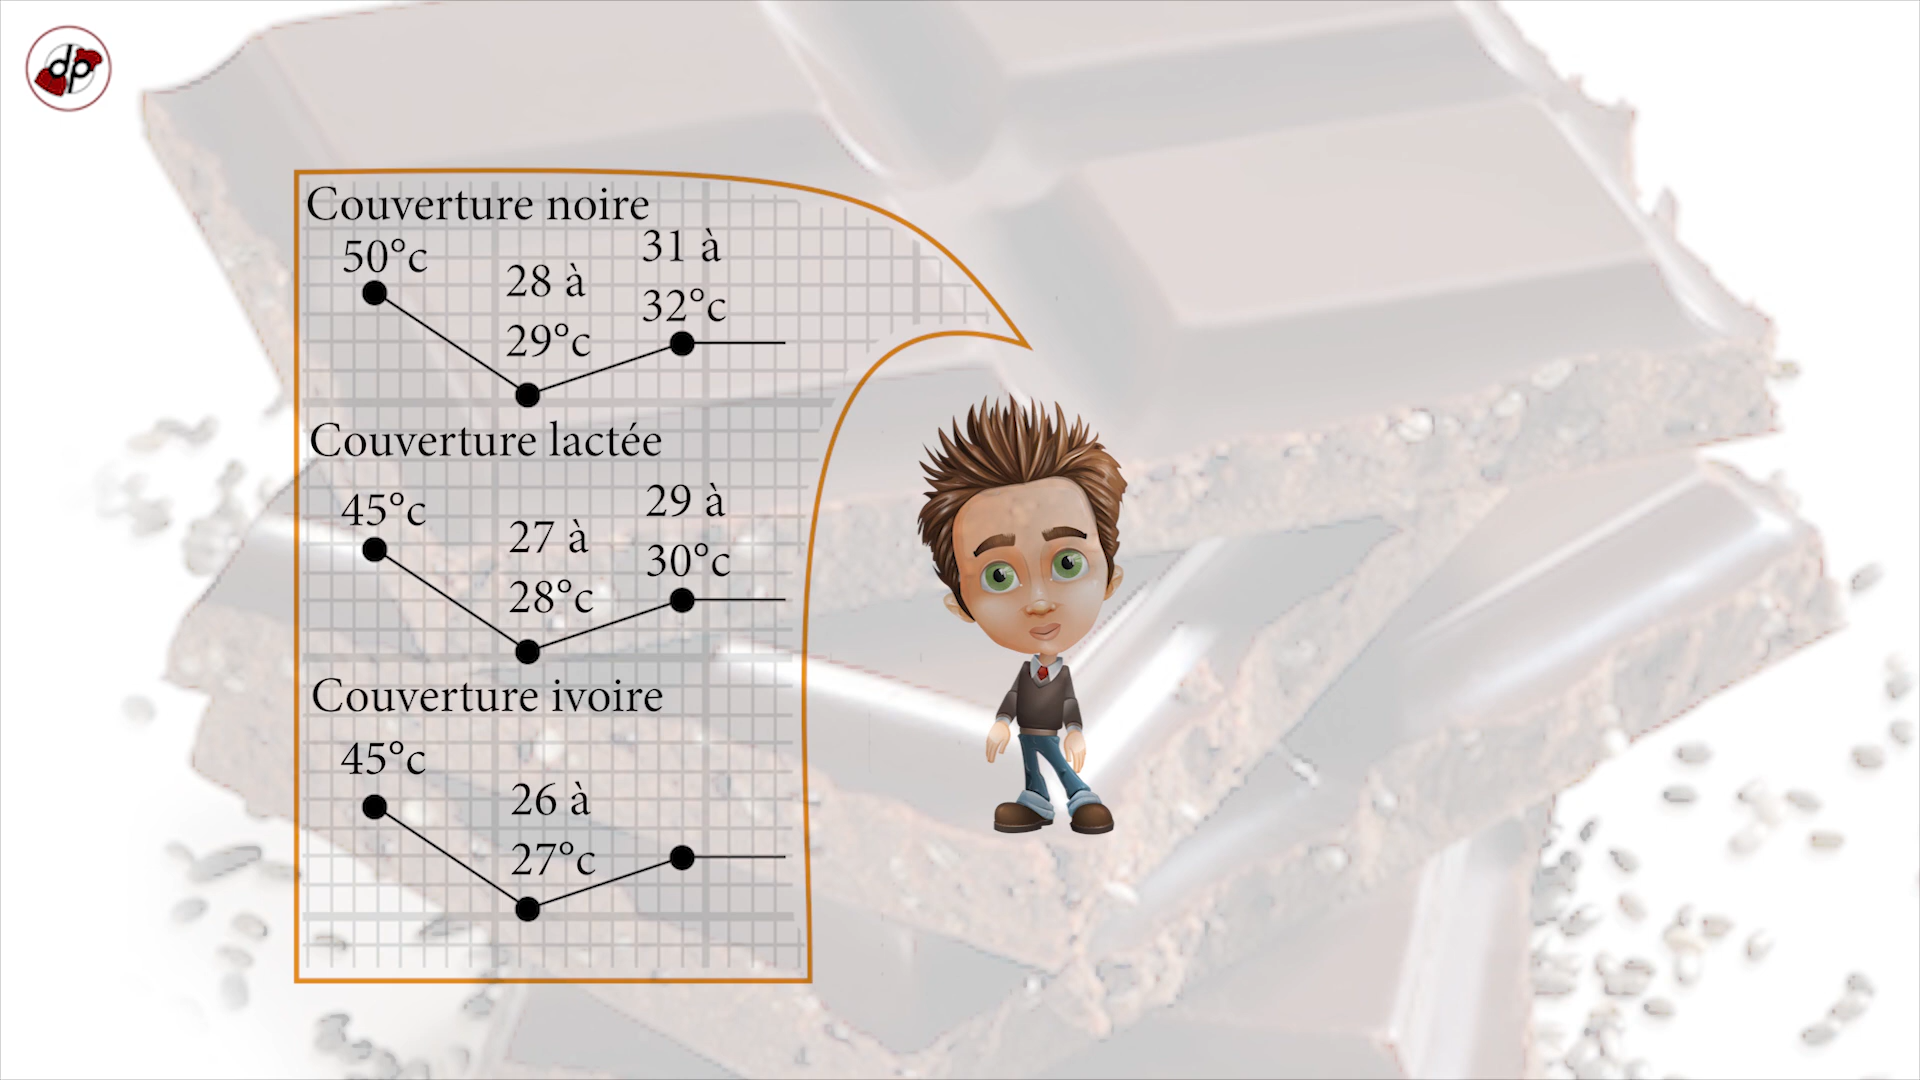 dp
Couverture noire
50°c
28 à
29°c
31 à
32°c
Couverture lactée
45°c
27 à
28°c
29 à
30°c
Couverture ivoire
45°c
26 à
27°c